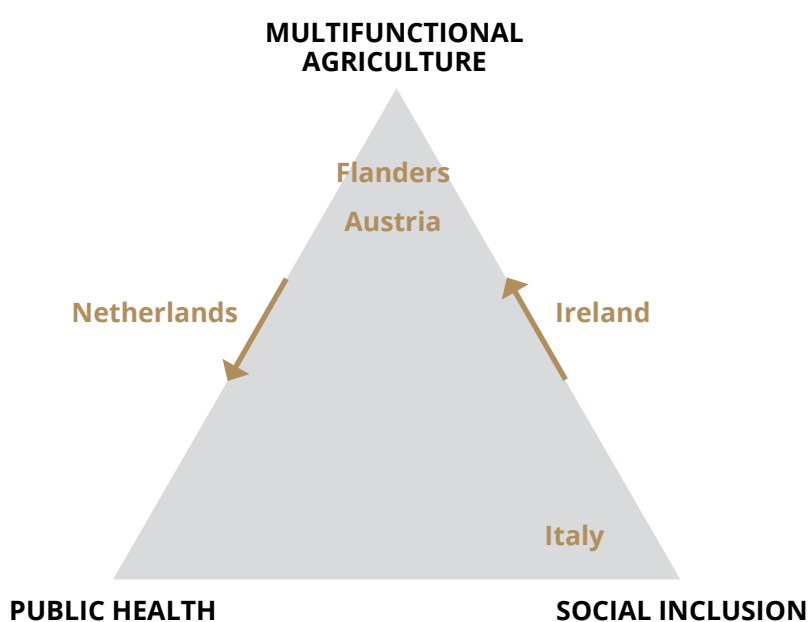 MULTIFUNCTIONAL
AGRICULTURE
Flanders
Austria
Netherlands
Ireland
Italy
PUBLIC HEALTH
SOCIAL INCLUSION